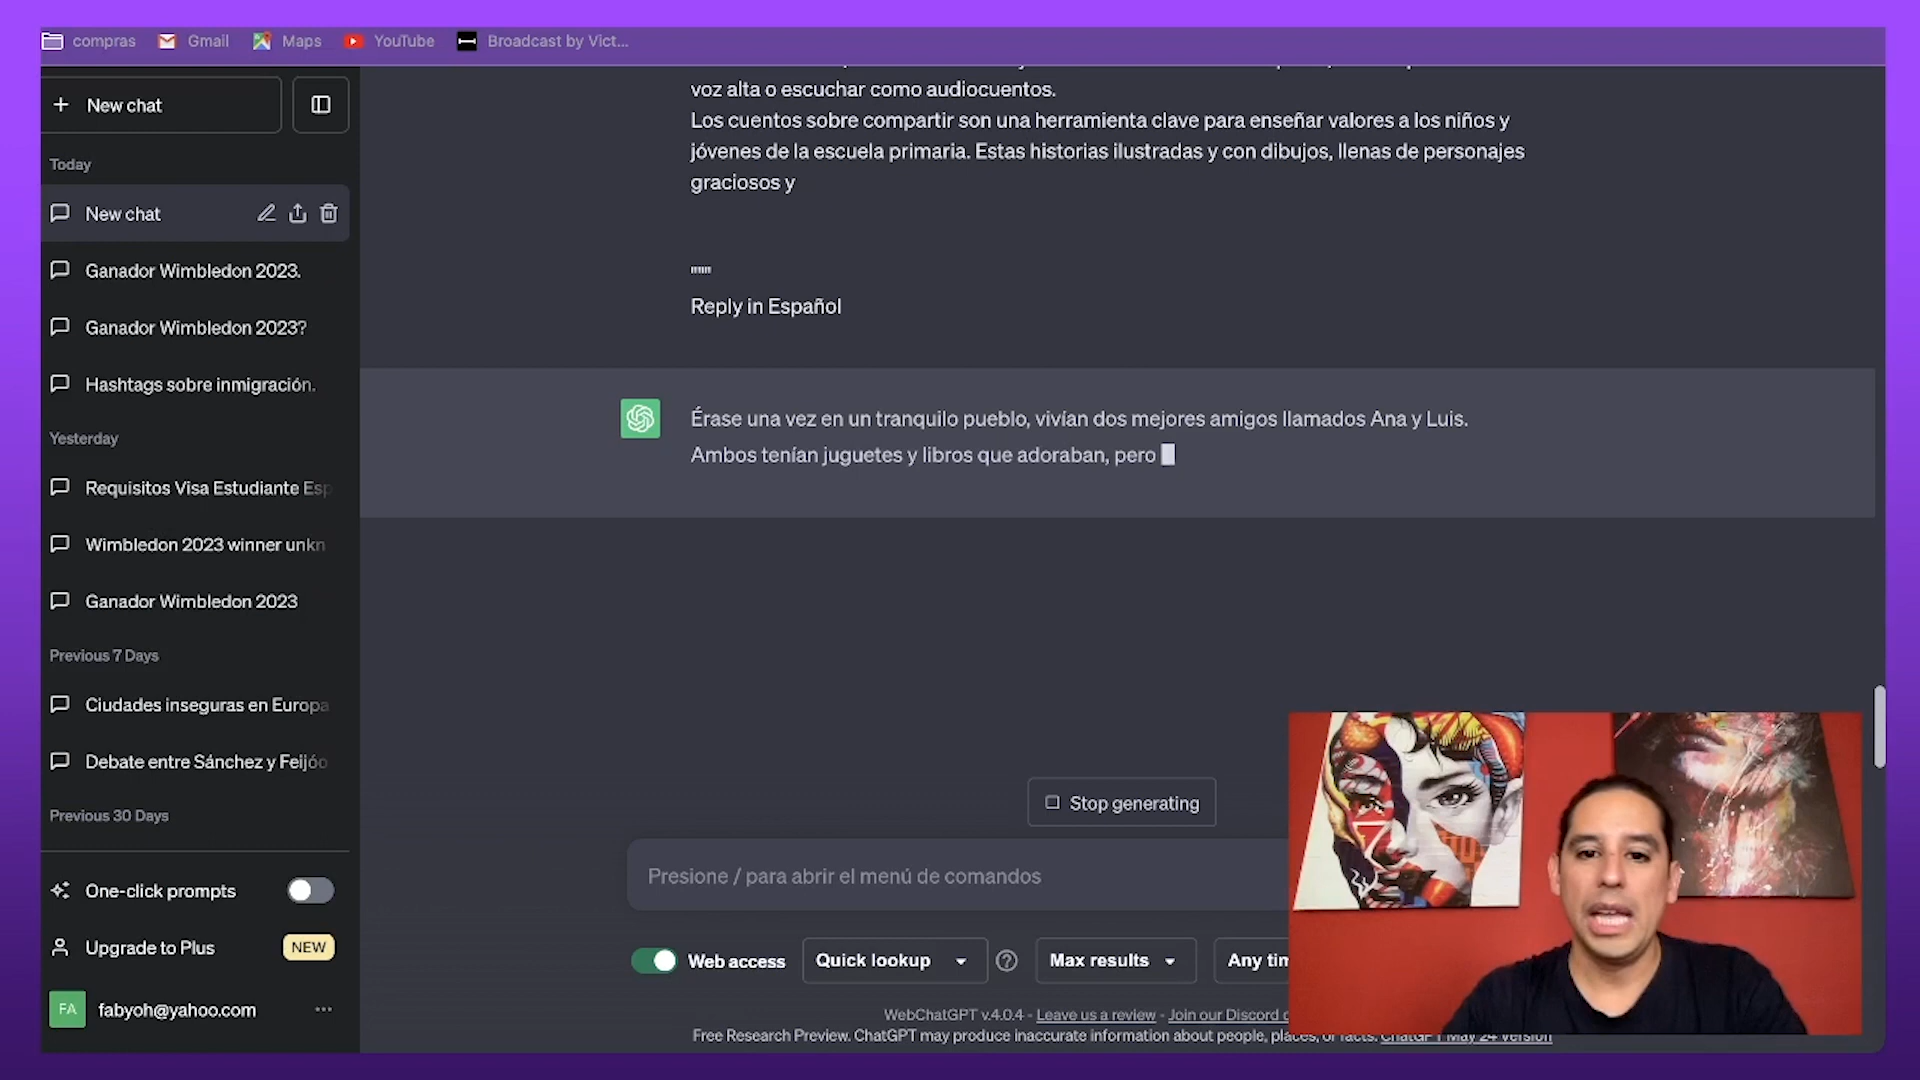 compras
Gmail
Maps
YouTube
Broadcast by Vict...
New chat
Today
New chat
Ganador Wimbledon 2023.
Ganador Wimbledon 2023?
Hashtags sobre inmigración.
Yesterday
Requisitos Visa Estudiante Esp
Wimbledon 2023 winner unkn
Ganador Wimbledon 2023
Previous 7 Days
Ciudades inseguras en Europa
Debate entre Sánchez y Feijóo
Previous 30 Days
One-click prompts
Upgrade to Plus
NEW
FA
fabyoh@yahoo.com
voz alta o escuchar como audiocuentos.
Los cuentos sobre compartir son una herramienta clave para enseñar valores a los niños y
jóvenes de la escuela primaria. Estas historias ilustradas y con dibujos, llenas de personajes
graciosos y
"""
Reply in Español
Érase una vez en un tranquilo pueblo, vivían dos mejores amigos llamados Ana y Luis.
Ambos tenían juguetes y libros que adoraban, pero
Stop generating
Presione / para abrir el menú de comandos
Web access
Quick lookup
Max results
Any tim
WebChatGPT v.4.0.4 - Leave us a review - Join our Discord
Free Research Preview. ChatGPT may produce inaccurate information about people, places, or facts. ChatGPT May 24 Version